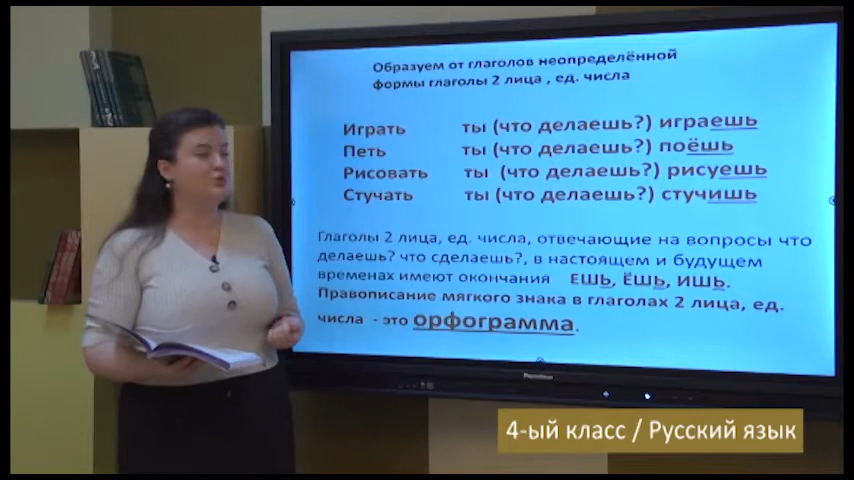 Образуем от глаголов неопределённой
формы глаголы 2 лица , ед. числа
Играть ты (что делаешь?) играешь
Петь ты (что делаешь?) поёшь
Рисовать ты (что делаешь?) рисуешь
Стучать ты (что делаешь?) стучишь
Глаголы 2 лица, ед. числа, отвечающие на вопросы что
делаешь? что сделаешь?, в настоящем и будущем
временах имеют окончания ЕШЬ, ЁШЬ, ИШЬ.
Правописание мягкого знака в глаголах 2 лица, ед.
числа - это орфограмма.
4-ый класс / Русский язык